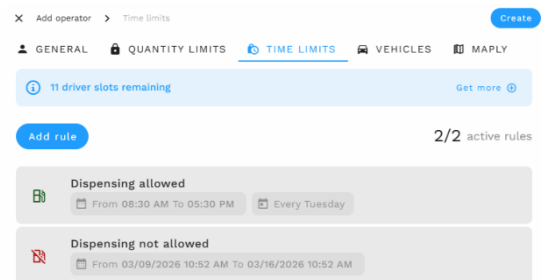 Add operator > Time limits Create
GENERAL QUANTITY LIMITS TIME LIMITS VEHICLES MAPLY
11 driver slots remaining Get more
Add rule 2/2 active rules
Dispensing allowed
From 08:30 AM To 05:30 PM Every Tuesday
Dispensing not allowed
From 03/09/2026 10:52 AM To 03/16/2026 10:52 AM